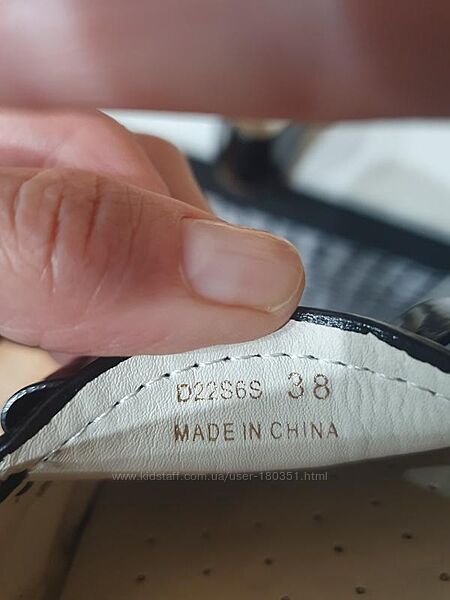 D22S6S 38
MADE IN CHINA
www.kidstaff.com.ua/user-180351.html